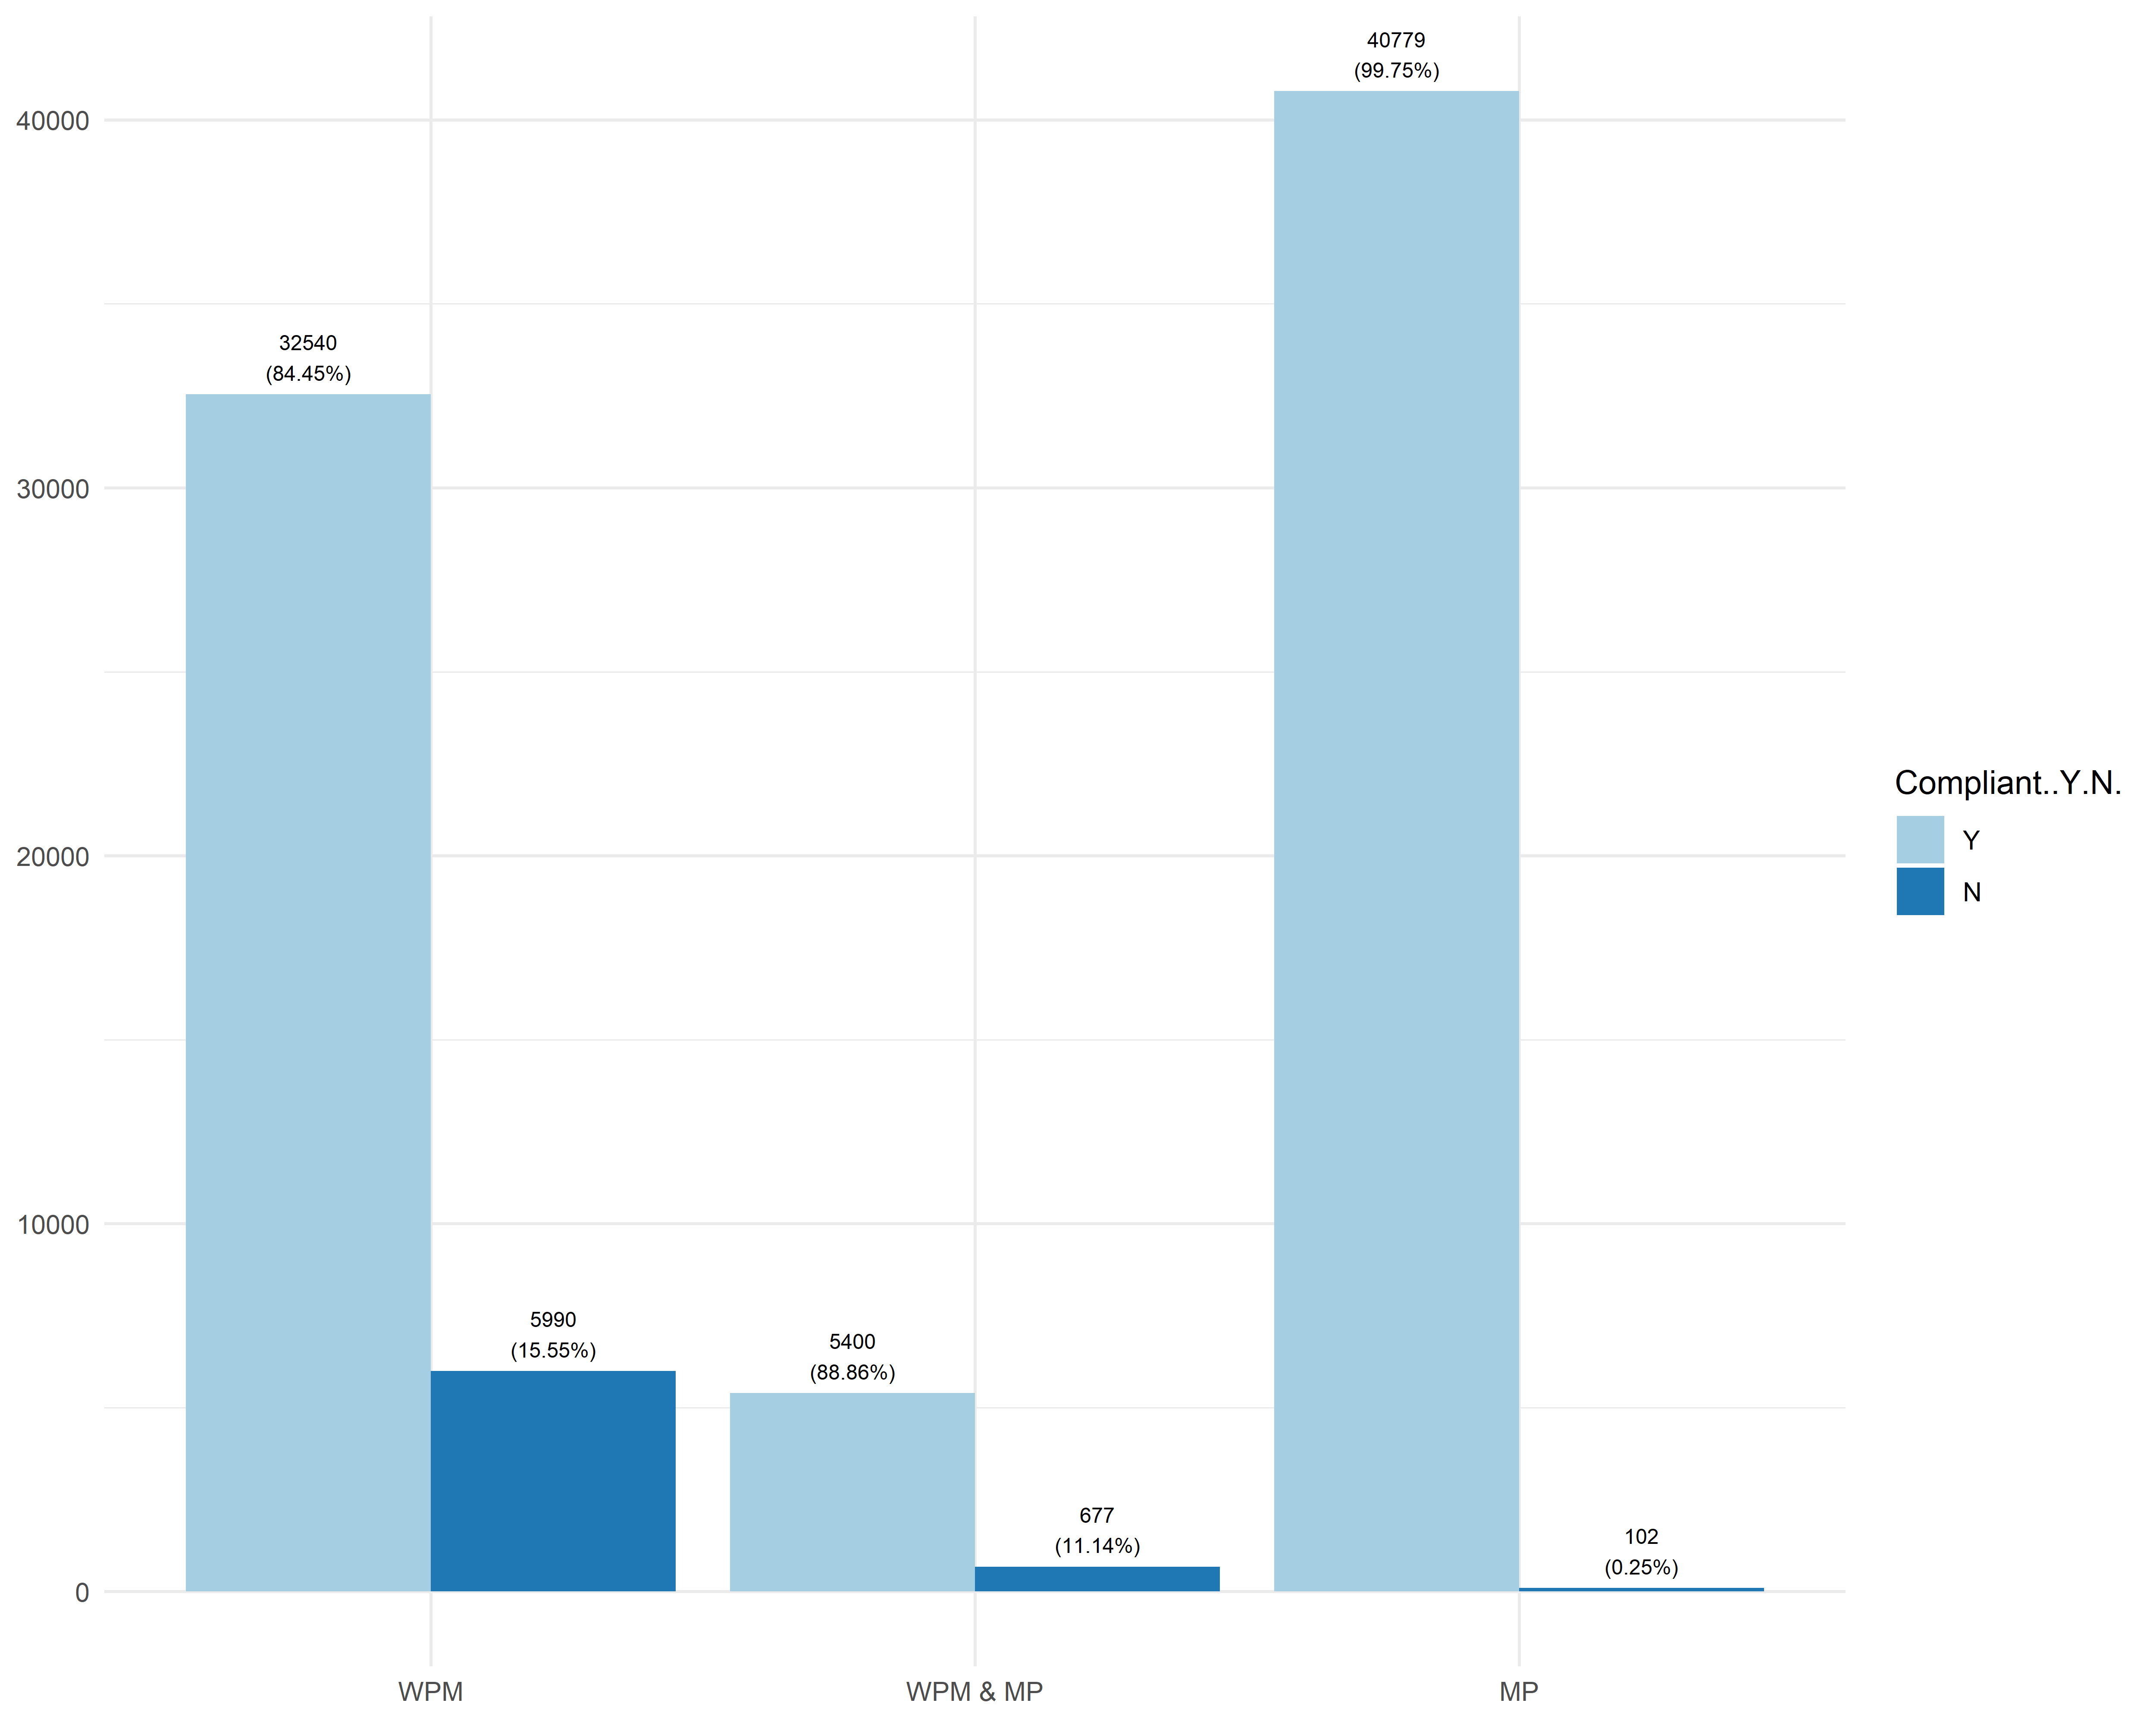 40779
(99.75%)
40000
32540
(84.45%)
30000
Compliant..Y.N.
Y
N
20000
10000
5990
(15.55%)
5400
(88.86%)
677
(11.14%)
102
(0.25%)
0
WPM
WPM & MP
MP